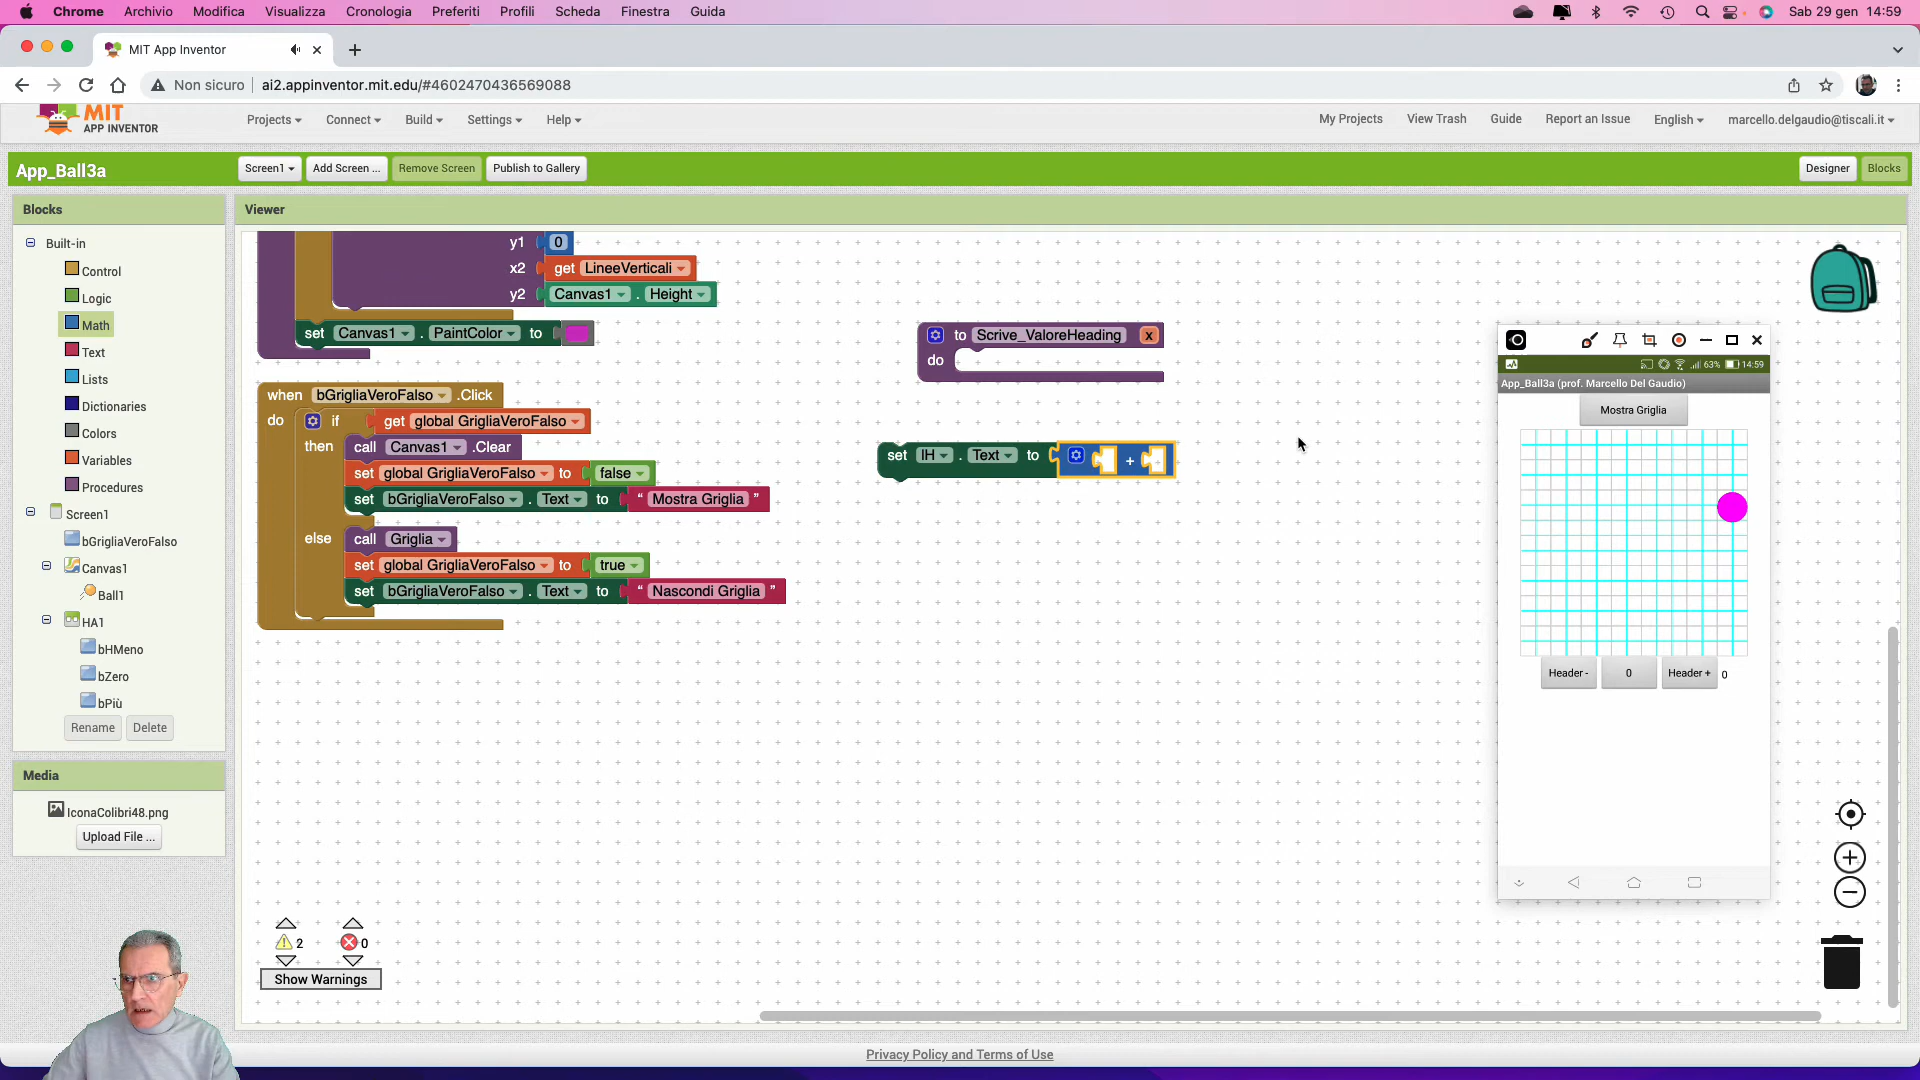 Chrome Archivio Modifica Visualizza Cronologia Preferiti Profili Scheda Finestra Guida Sab 29 gen 14:59
MIT App Inventor
Non sicuro ai2.appinventor.mit.edu/#4602470436569088
MIT APP INVENTOR
Projects Connect Build Settings Help My Projects View Trash Guide Report an Issue English marcello.delgaudio@tiscali.it
App_Ball3a Screen1 Add Screen ... Remove Screen Publish to Gallery Designer Blocks
Blocks
Viewer
Built-in
Control
Logic
Math
Text
Lists
Dictionaries
Colors
Variables
Procedures
Screen1
bGrigliaVeroFalso
Canvas1
Ball1
HA1
bHMeno
bZero
bPiù
Rename Delete
Media
IconaColibri48.png
Upload File ...
y1 0
x2 get LineeVerticali
y2 Canvas1 . Height
set Canvas1 . PaintColor to
when bGrigliaVeroFalso .Click
do if get global GrigliaVeroFalso
then call Canvas1 .Clear
set global GrigliaVeroFalso to false
set bGrigliaVeroFalso . Text to “ Mostra Griglia ”
else call Griglia
set global GrigliaVeroFalso to true
set bGrigliaVeroFalso . Text to “ Nascondi Griglia ”
to Scrive_ValoreHeading x
do
set lH . Text to +
63% 14:59
App_Ball3a (prof. Marcello Del Gaudio)
Mostra Griglia
Header - 0 Header + 0
2 0
Show Warnings
Privacy Policy and Terms of Use